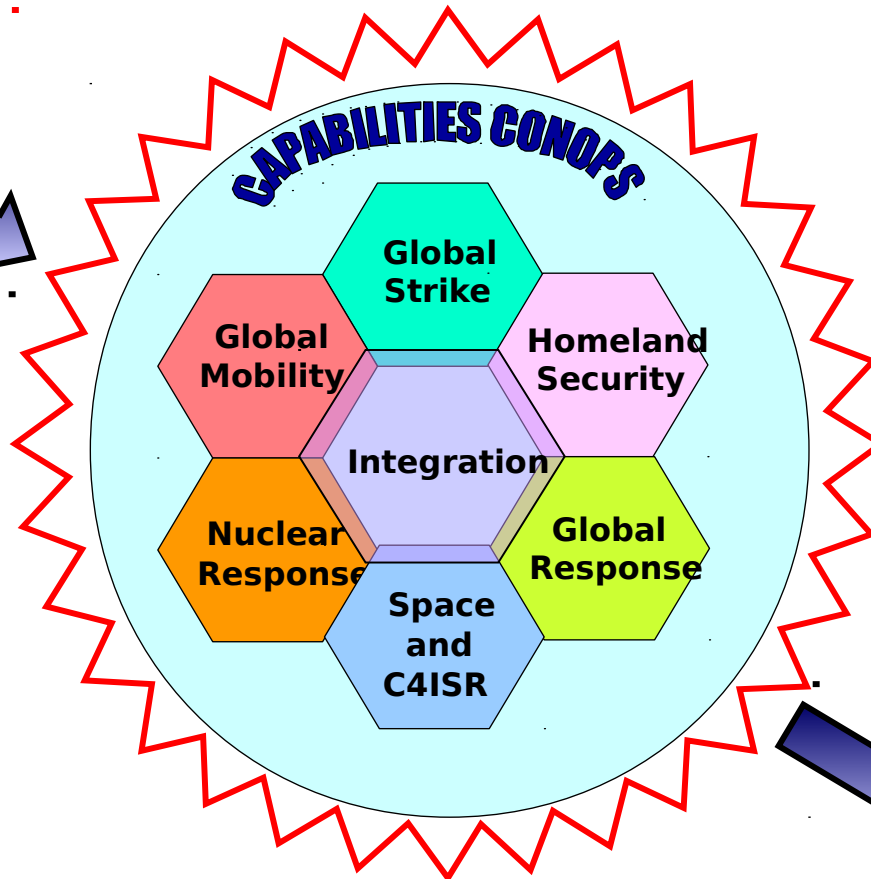 CAPABILITIES CONOPS
Global
Strike
Global
Mobility
Homeland
Security
Integration
Nuclear
Response
Global
Response
Space
and
C4ISR